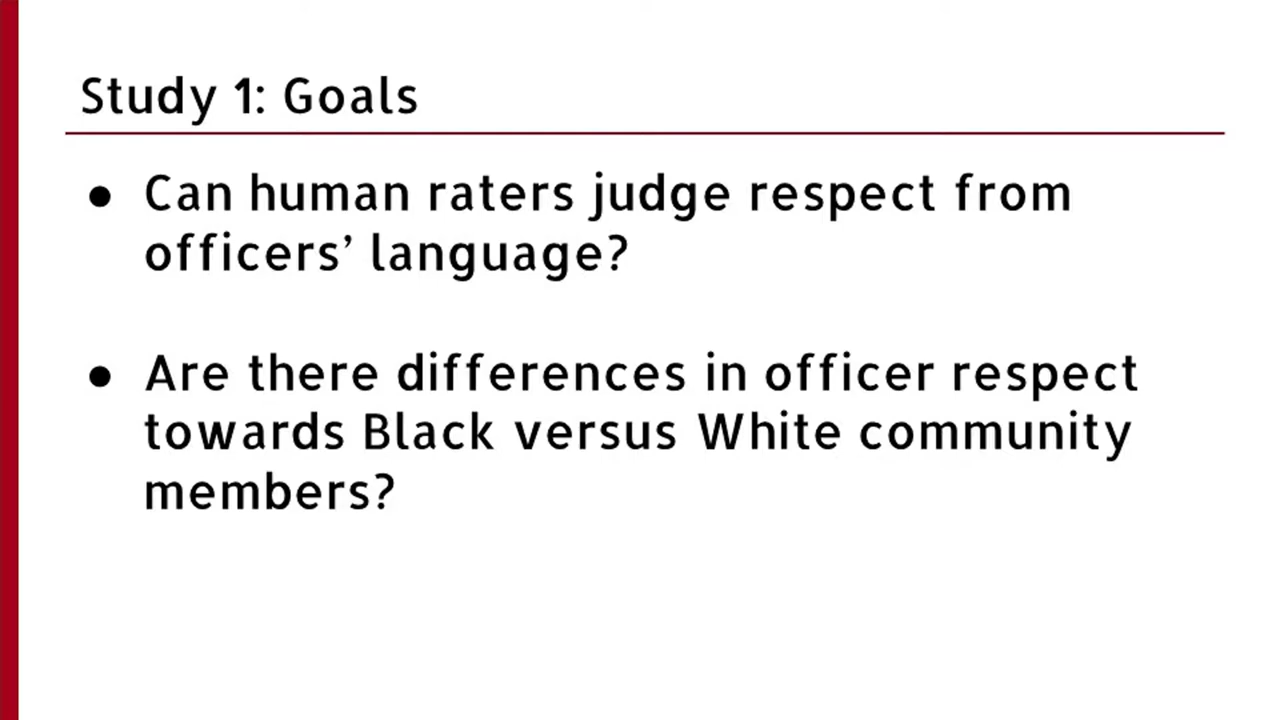 Study 1: Goals
● Can human raters judge respect from
officers’ language?
● Are there differences in officer respect
towards Black versus White community
members?